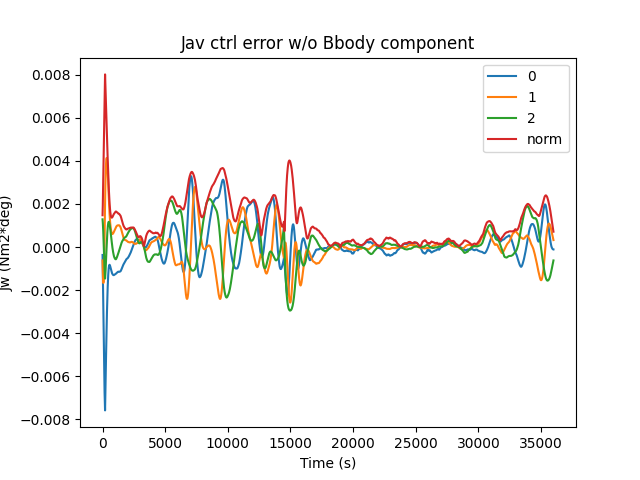 Jav ctrl error w/o Bbody component
0.008
0.006
0.004
0.002
0.000
−0.002
−0.004
−0.006
−0.008
Jw (Nm2*deg)
0
1
2
norm
0 5000 10000 15000 20000 25000 30000 35000
Time (s)